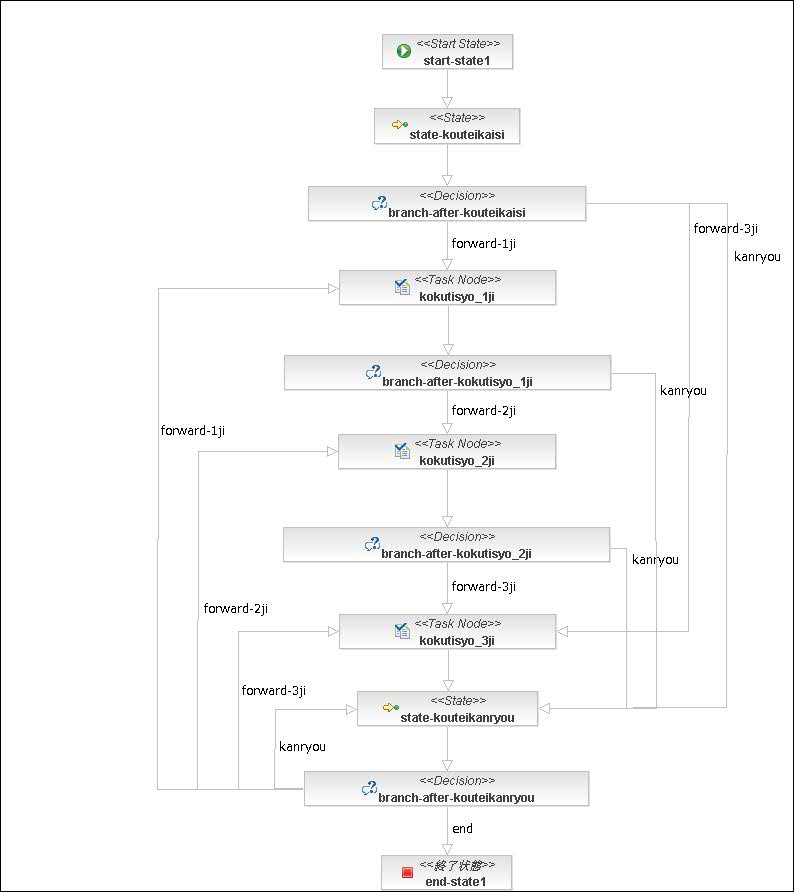 <<Start State>>
start-state1
<<State>>
state-kouteikaisi
<<Decision>>
branch-after-kouteikaisi
forward-3ji
forward-1ji
kanryou
<<Task Node>>
kokutisyo_1ji
<<Decision>>
branch-after-kokutisyo_1ji
kanryou
forward-2ji
forward-1ji
<<Task Node>>
kokutisyo_2ji
<<Decision>>
branch-after-kokutisyo_2ji
kanryou
forward-3ji
forward-2ji
<<Task Node>>
kokutisyo_3ji
forward-3ji
<<State>>
state-kouteikanryou
kanryou
<<Decision>>
branch-after-kouteikanryou
end
<<終了状態>>
end-state1